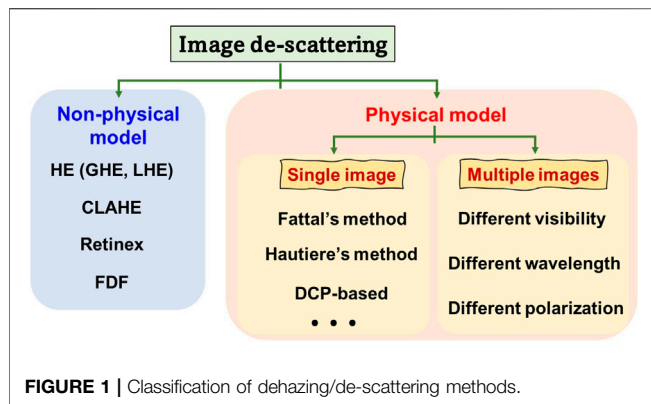 Image de-scattering
Non-physical
model
HE (GHE, LHE)
CLAHE
Retinex
FDF
Physical model
Single image
Fattal's method
Hautiere's method
DCP-based
• • •
Multiple images
Different visibility
Different wavelength
Different polarization
FIGURE 1 | Classification of dehazing/de-scattering methods.